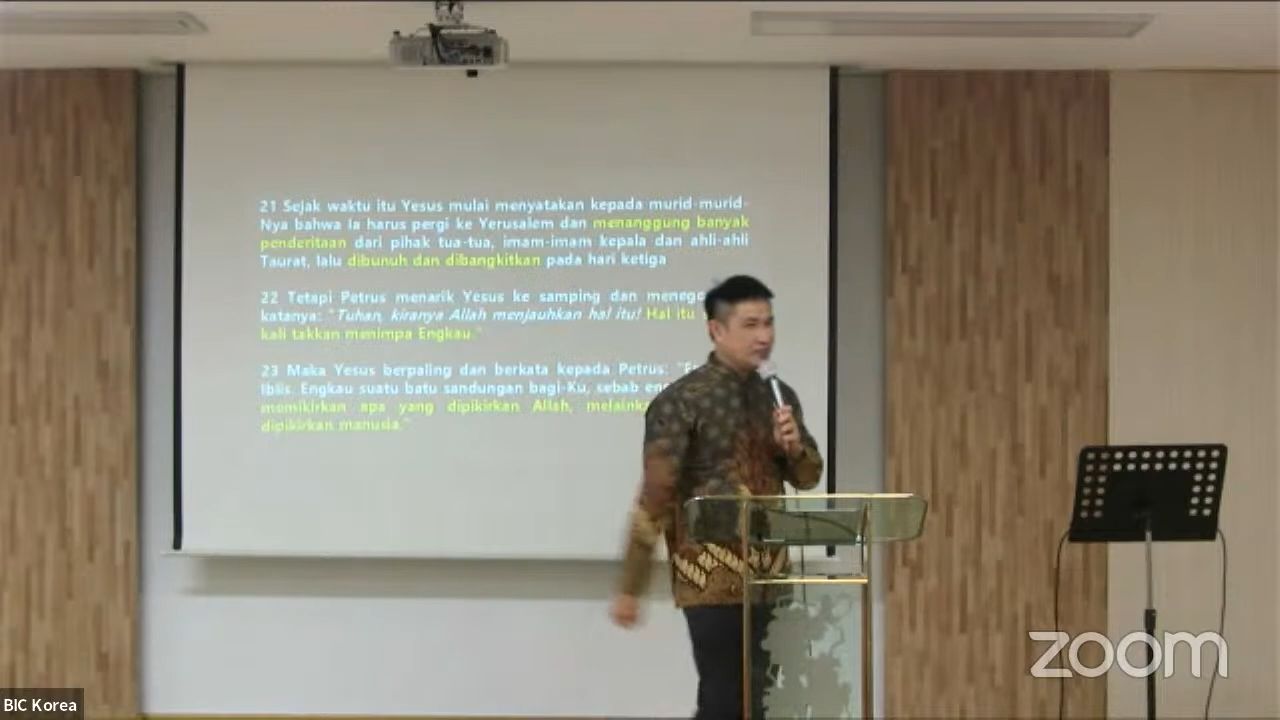 21 Sejak waktu itu Yesus mulai menyatakan kepada murid-murid-
Nya bahwa Ia harus pergi ke Yerusalem dan menanggung banyak
penderitaan dari pihak tua-tua, imam-imam kepala dan ahli-ahli
Taurat, lalu dibunuh dan dibangkitkan pada hari ketiga
22 Tetapi Petrus menarik Yesus ke samping dan menego
katanya: "Tuhan, kiranya Allah menjauhkan hal itu! Hal itu
kali takkan menimpa Engkau."
23 Maka Yesus berpaling dan berkata kepada Petrus:
Iblis. Engkau suatu batu sandungan bagi-Ku, sebab
memikirkan apa yang dipikirkan Allah,
dipikirkan manusia."
zoom
BIC Korea